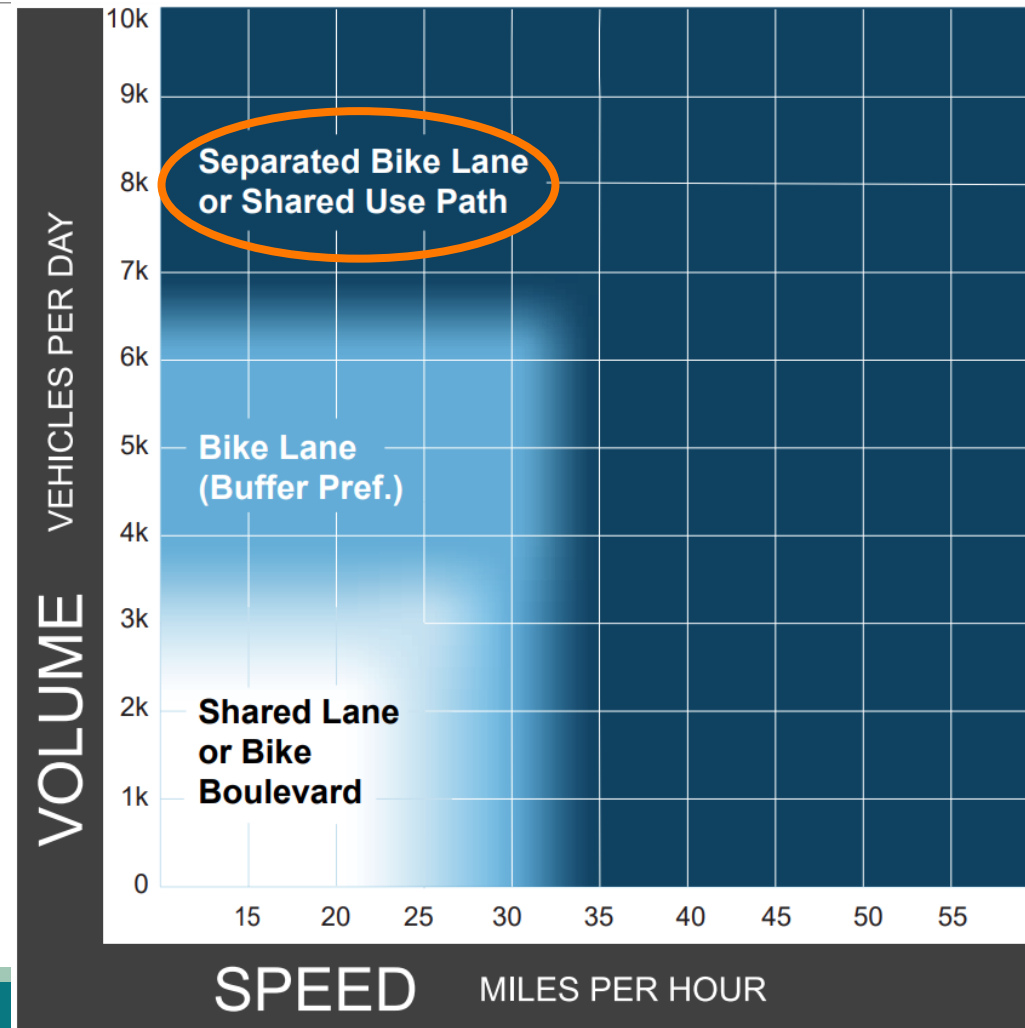 10k
9k
8k
7k
6k
5k
4k
3k
2k
1k
0
VOLUME VEHICLES PER DAY
Separated Bike Lane
or Shared Use Path
Bike Lane
(Buffer Pref.)
Shared Lane
or Bike
Boulevard
15 20 25 30 35 40 45 50 55
SPEED MILES PER HOUR